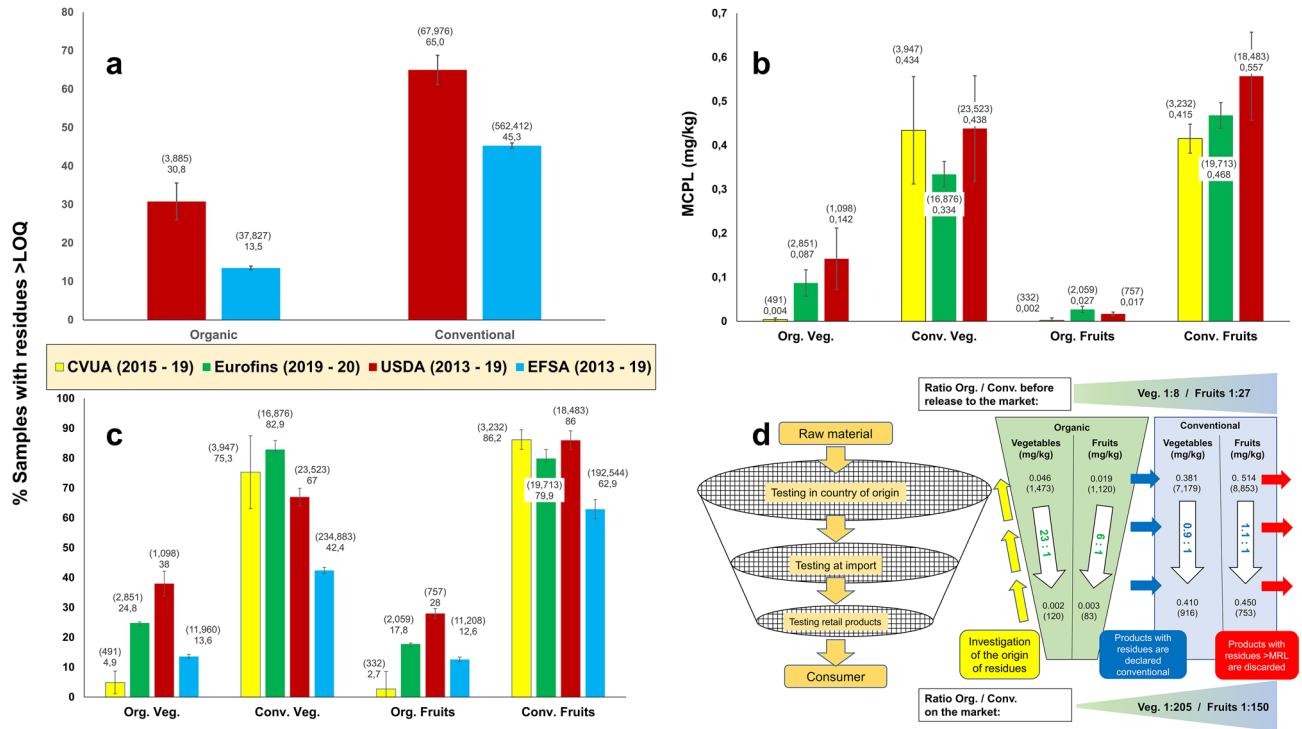 % Samples with residues >LOQ
a
80
70
60
50
40
30
20
10
0
(3,885)
30,8
(37,827)
13,5
(67,976)
65,0
(562,412)
45,3
Organic
Conventional
b
MCPL (mg/kg)
0,7
0,6
0,5
0,4
0,3
0,2
0,1
0
(491)
0,004
(2,851)
0,087
(1,098)
0,142
(3,947)
0,434
(16,876)
0,334
(23,523)
0,438
(332)
0,002
(2,059)
0,027
(757)
0,017
(3,232)
0,415
(19,713)
0,468
(18,483)
0,557
Org. Veg.
Conv. Veg.
Org. Fruits
Conv. Fruits
CVUA (2015 - 19)
Eurofins (2019 - 20)
USDA (2013 - 19)
EFSA (2013 - 19)
c
100
90
80
70
60
50
40
30
20
10
0
(491)
4,9
(2,851)
24,8
(1,098)
38
(11,960)
13,6
(3,947)
75,3
(16,876)
82,9
(23,523)
67
(234,883)
42,4
(332)
2,7
(2,059)
17,8
(757)
28
(11,208)
12,6
(3,232)
86,2
(19,713)
79,9
(18,483)
86
(192,544)
62,9
Org. Veg.
Conv. Veg.
Org. Fruits
Conv. Fruits
d
Ratio Org. / Conv. before
release to the market:
Veg. 1:8 / Fruits 1:27
Raw material
Testing in country of origin
Testing at import
Testing retail products
Consumer
Organic
Vegetables
(mg/kg)
Fruits
(mg/kg)
0.046
(1,473)
0.019
(1,120)
23 : 1
6 : 1
0.002
(120)
0.003
(83)
Conventional
Vegetables
(mg/kg)
Fruits
(mg/kg)
0.381
(7,179)
0. 514
(8,853)
0.9 : 1
1.1 : 1
0.410
(916)
0.450
(753)
Investigation
of the origin
of residues
Products with
residues are
declared
conventional
Products with
residues >MRL
are discarded
Ratio Org. / Conv.
on the market:
Veg. 1:205 / Fruits 1:150